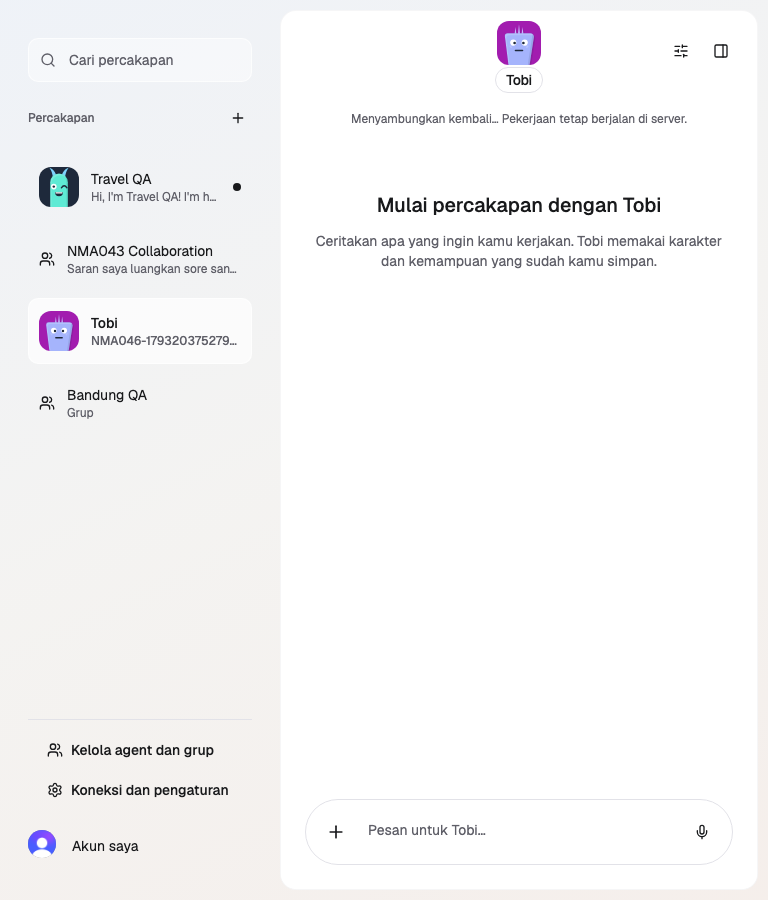 Cari percakapan
Percakapan
Travel QA
Hi, I'm Travel QA! I'm h...
NMA043 Collaboration
Saran saya luangkan sore san...
Tobi
NMA046-179320375279...
Bandung QA
Grup
Kelola agent dan grup
Koneksi dan pengaturan
Akun saya
Tobi
Menyambungkan kembali... Pekerjaan tetap berjalan di server.
Mulai percakapan dengan Tobi
Ceritakan apa yang ingin kamu kerjakan. Tobi memakai karakter
dan kemampuan yang sudah kamu simpan.
Pesan untuk Tobi...